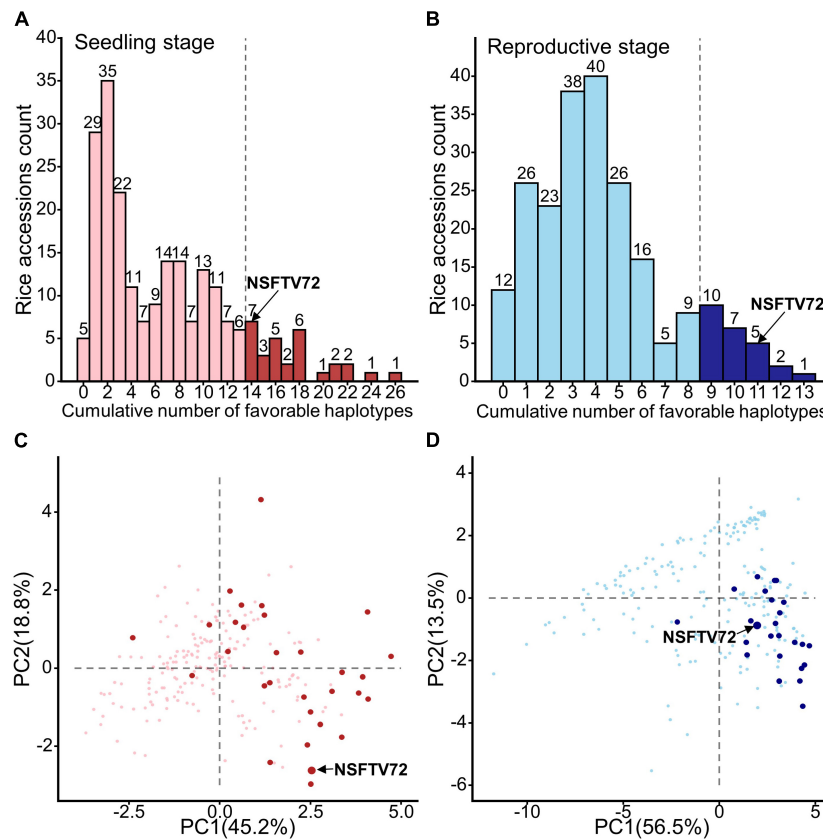 A
Seedling stage
Rice accessions count
40
35
30
25
20
15
10
5
0
5 29 35 22 11 7 9 14 14 7 13 11 7 6 7 3 5 2 6 1 2 2 1 1
NSFTV72
0 2 4 6 8 10 12 14 16 18 20 22 24 26
Cumulative number of favorable haplotypes
B
Reproductive stage
Rice accessions count
40
35
30
25
20
15
10
5
0
12 26 23 38 40 26 16 5 9 10 7 5 2 1
NSFTV72
0 1 2 3 4 5 6 7 8 9 10 11 12 13
Cumulative number of favorable haplotypes
C
PC2(18.8%)
4
2
0
-2
NSFTV72
-2.5 0.0 2.5 5.0
PC1(45.2%)
D
PC2(13.5%)
4
2
0
-2
-4
-6
NSFTV72
-10 -5 0
PC1(56.5%)